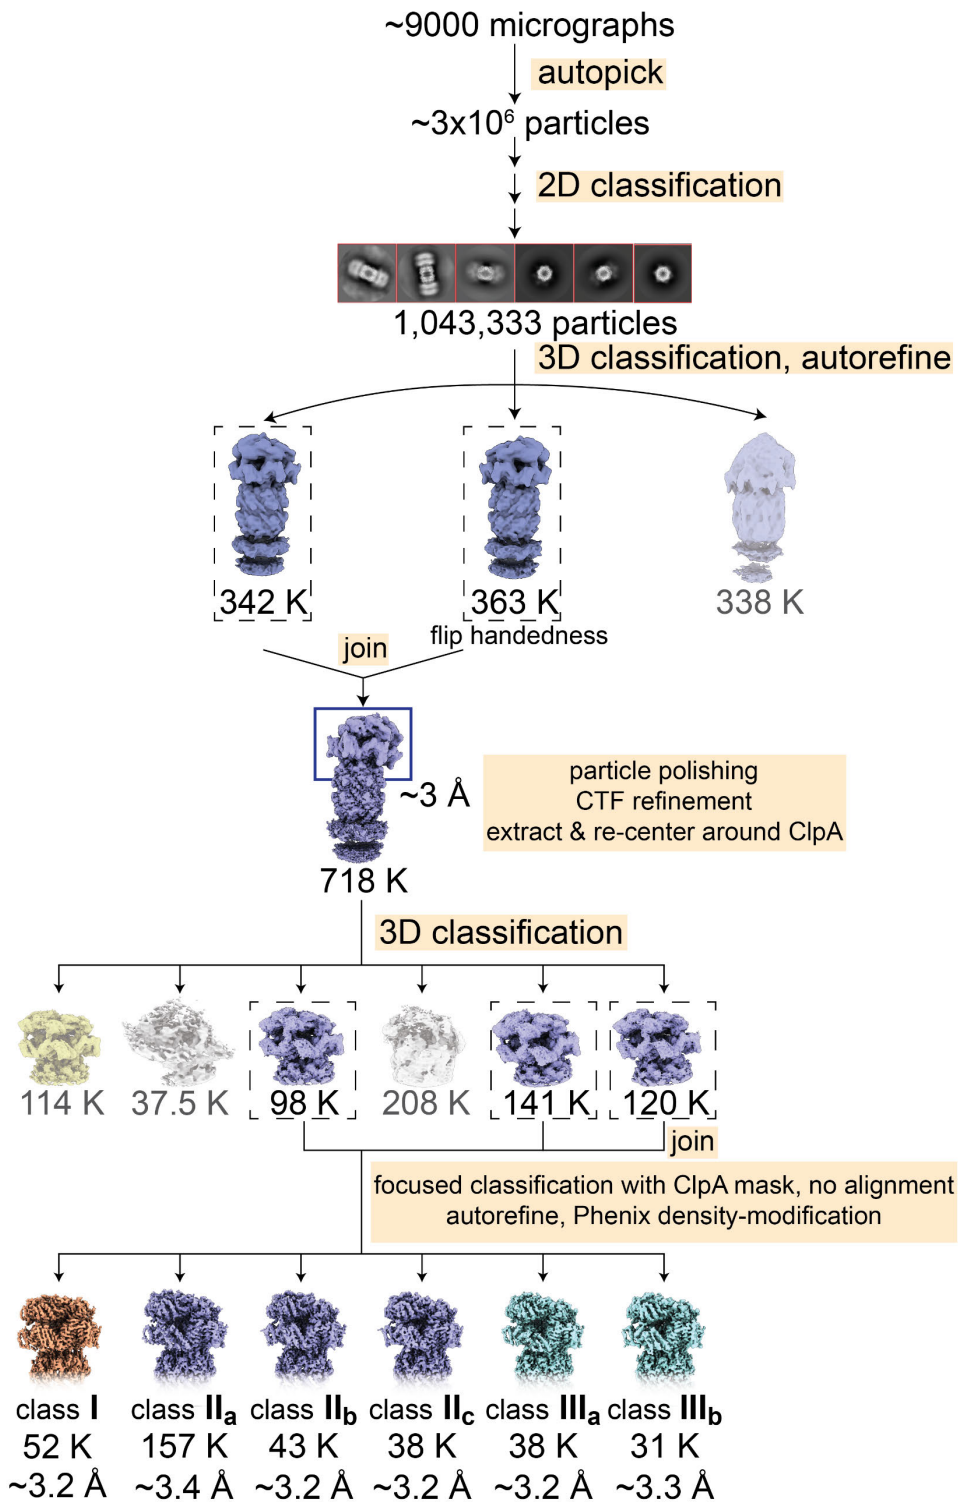 ~9000 micrographs
autopick
~3x10⁶ particles
2D classification
1,043,333 particles
3D classification, autorefine
342 K
363 K
338 K
flip handedness
join
~3 Å
particle polishing
CTF refinement
extract & re-center around ClpA
718 K
3D classification
114 K
37.5 K
98 K
208 K
141 K
120 K
join
focused classification with ClpA mask, no alignment
autorefine, Phenix density-modification
class I
class IIa
class IIb
class IIc
class IIIa
class IIIb
52 K
157 K
43 K
38 K
38 K
31 K
~3.2 Å
~3.4 Å
~3.2 Å
~3.2 Å
~3.2 Å
~3.3 Å